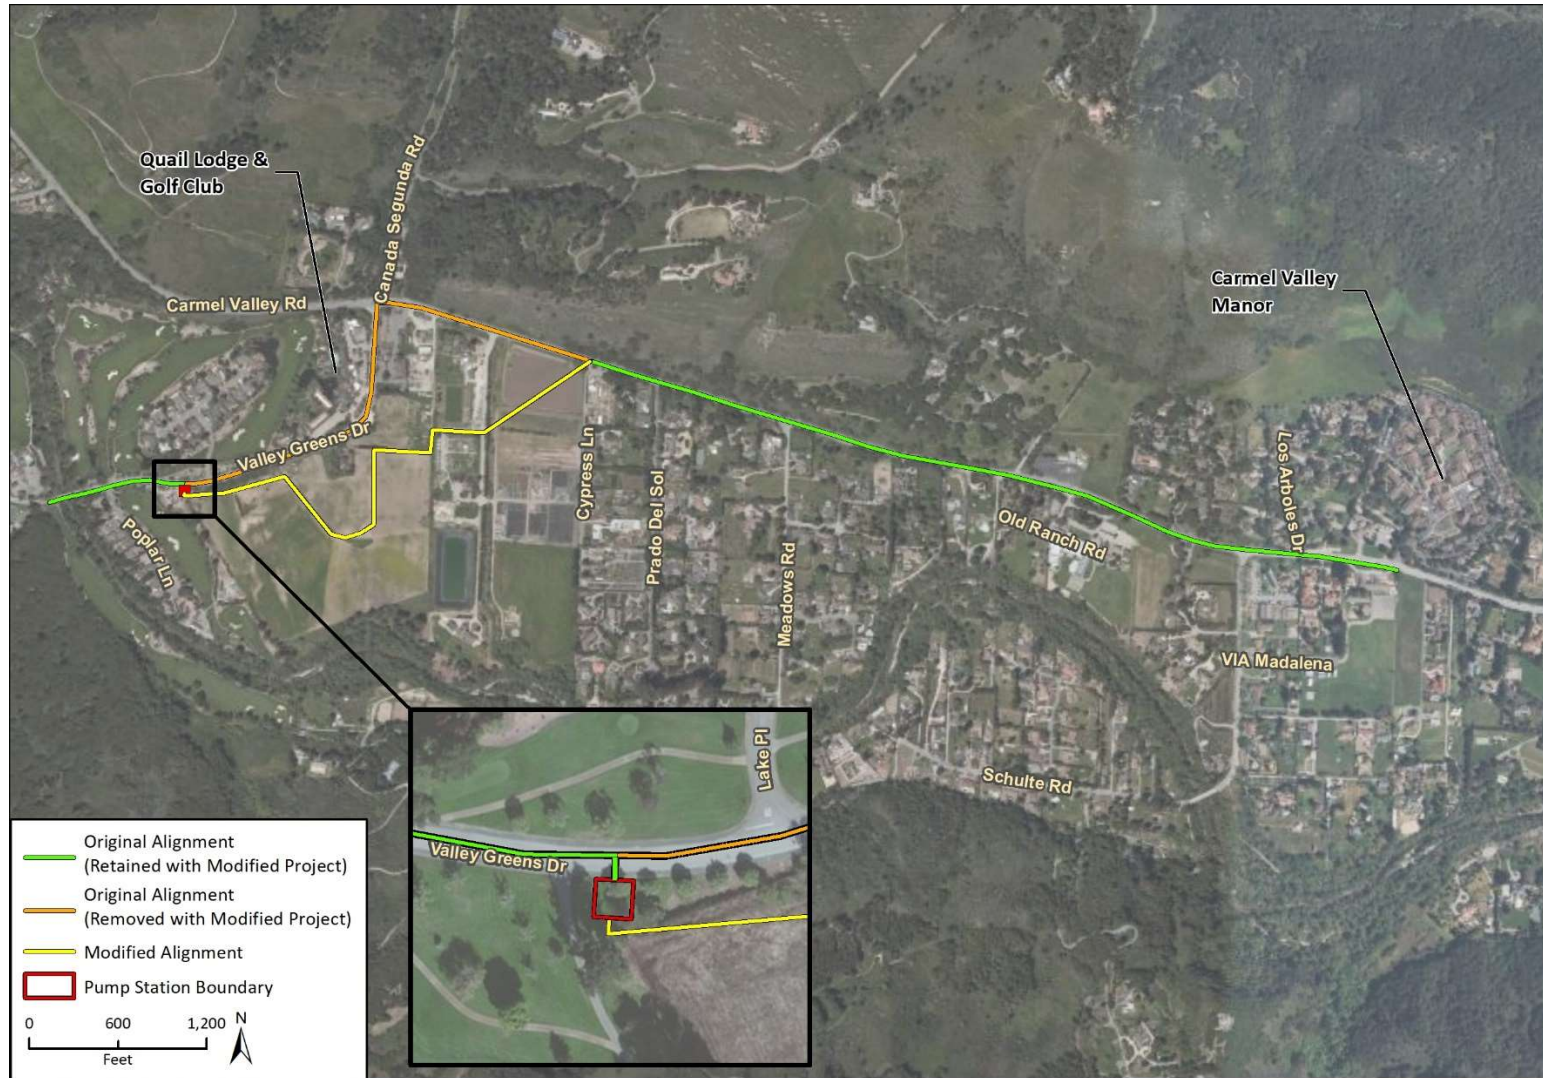 Quail Lodge &
Golf Club
Canada Segunda Rd
Carmel Valley Rd
Carmel Valley
Manor
Valley Greens Dr
Poplar Ln
Cypress Ln
Prado Del Sol
Meadows Rd
Old Ranch Rd
Los Arboles Dr
VIA Madalena
Schulte Rd
Lake Pl
Valley Greens Dr
Original Alignment
(Retained with Modified Project)
Original Alignment
(Removed with Modified Project)
Modified Alignment
Pump Station Boundary
0 600 1,200 N
Feet